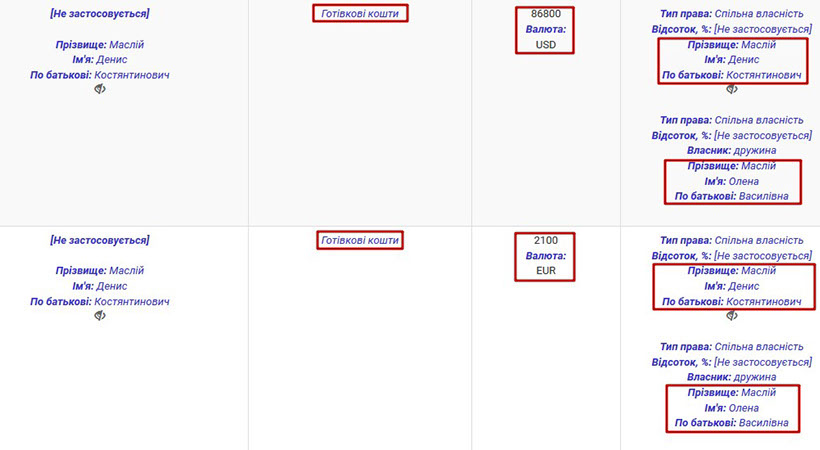 [Не застосовується]
Прізвище: Маслій
Ім'я: Денис
По батькові: Костянтинович
Готівкові кошти
86800
Валюта:
USD
Тип права: Спільна власність
Відсоток, %: [Не застосовується]
Прізвище: Маслій
Ім'я: Денис
По батькові: Костянтинович
Тип права: Спільна власність
Відсоток, %: [Не застосовується]
Власник: дружина
Прізвище: Маслій
Ім'я: Олена
По батькові: Василівна
[Не застосовується]
Прізвище: Маслій
Ім'я: Денис
По батькові: Костянтинович
Готівкові кошти
2100
Валюта:
EUR
Тип права: Спільна власність
Відсоток, %: [Не застосовується]
Прізвище: Маслій
Ім'я: Денис
По батькові: Костянтинович
Тип права: Спільна власність
Відсоток, %: [Не застосовується]
Власник: дружина
Прізвище: Маслій
Ім'я: Олена
По батькові: Василівна